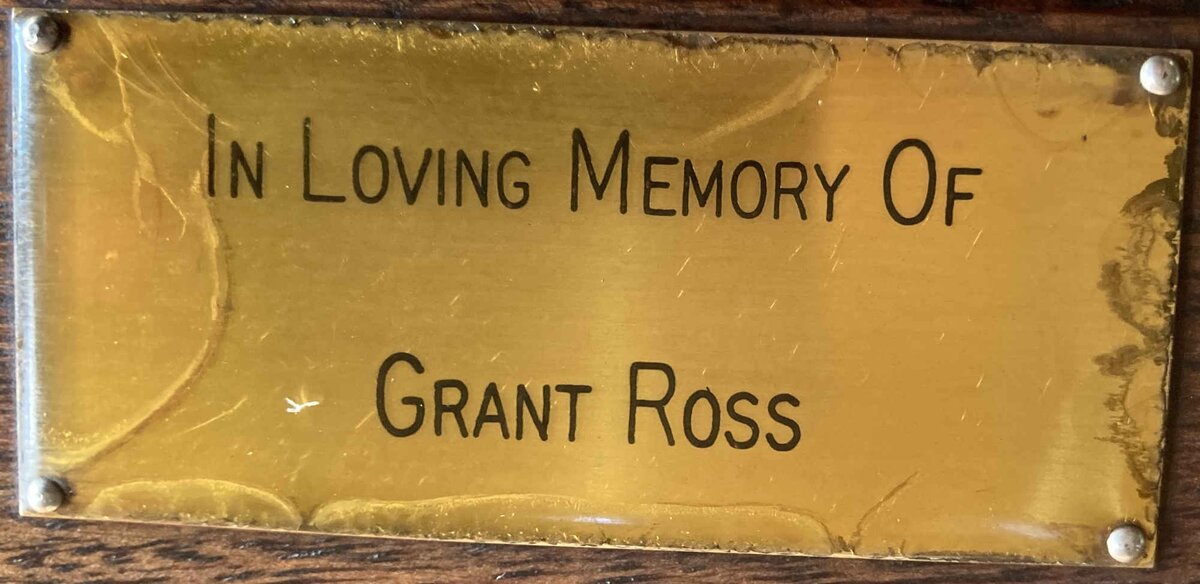 In Loving Memory Of
Grant Ross